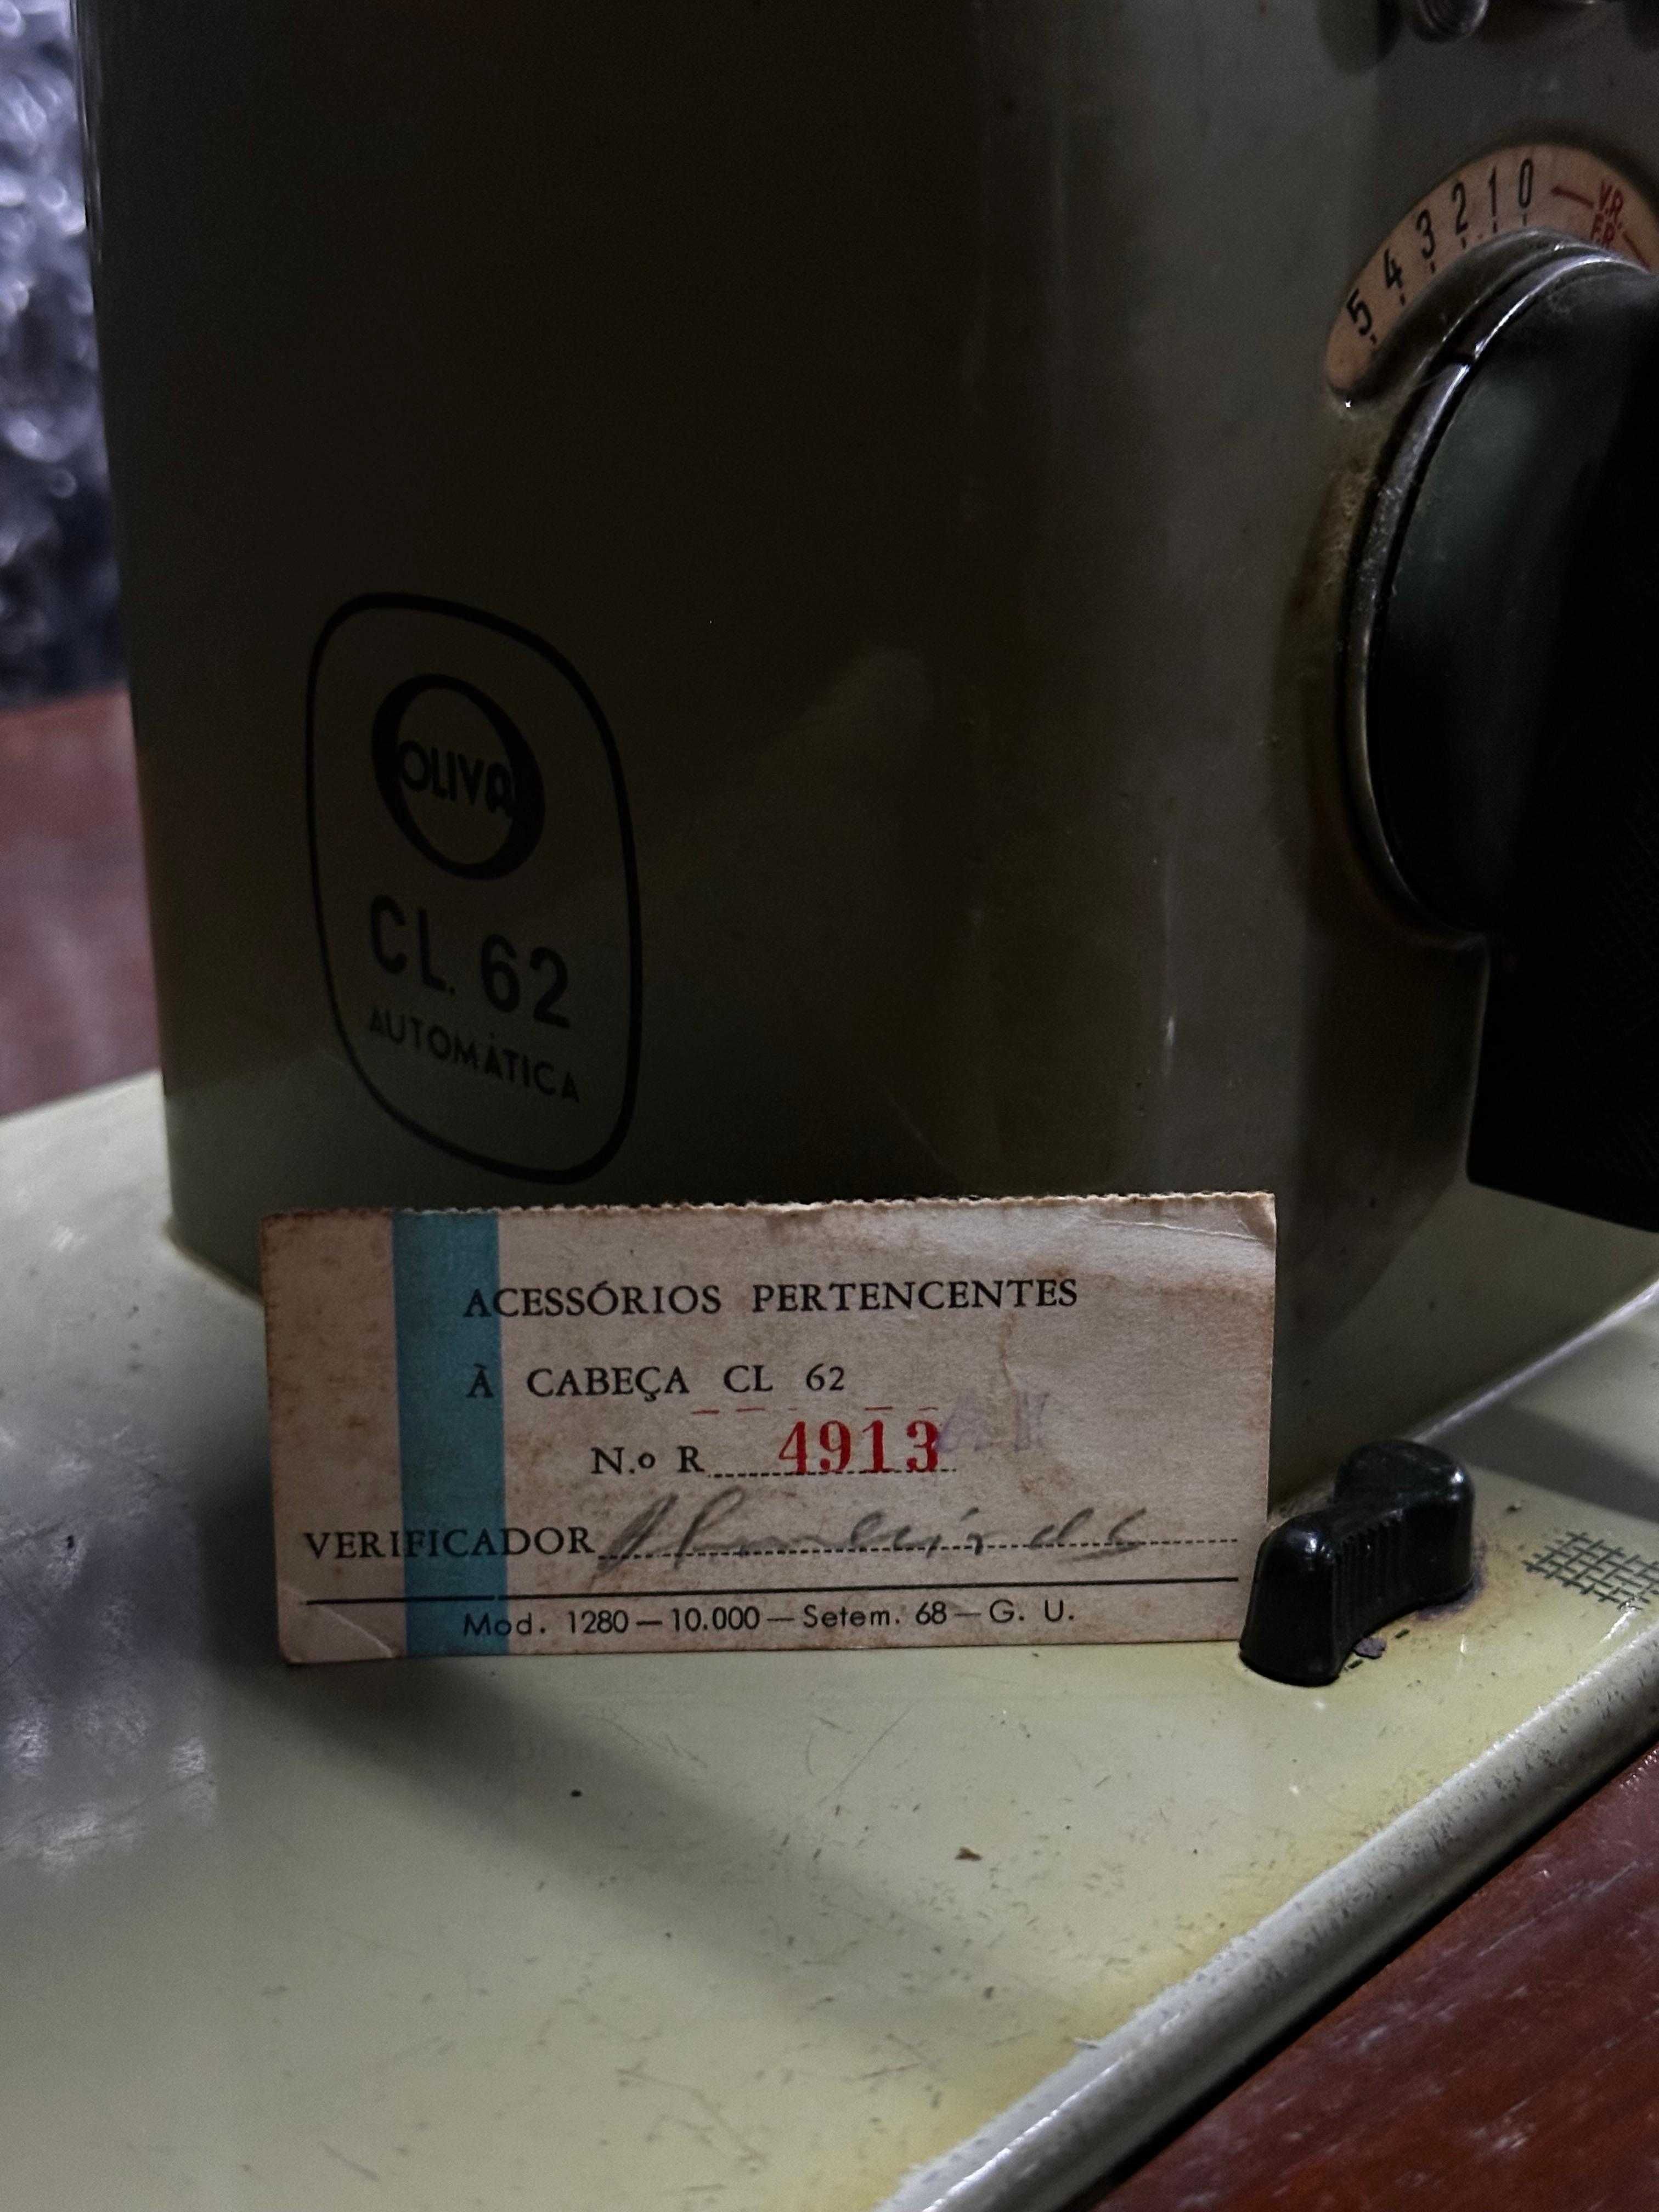 5 4 3 2 1 0 V.R.
F.R.
OLIVA
CL. 62
AUTOMÁTICA
ACESSÓRIOS PERTENCENTES
À CABEÇA CL 62
N.o R 4913
VERIFICADOR
Mod. 1280 — 10.000 — Setem. 68 — G. U.